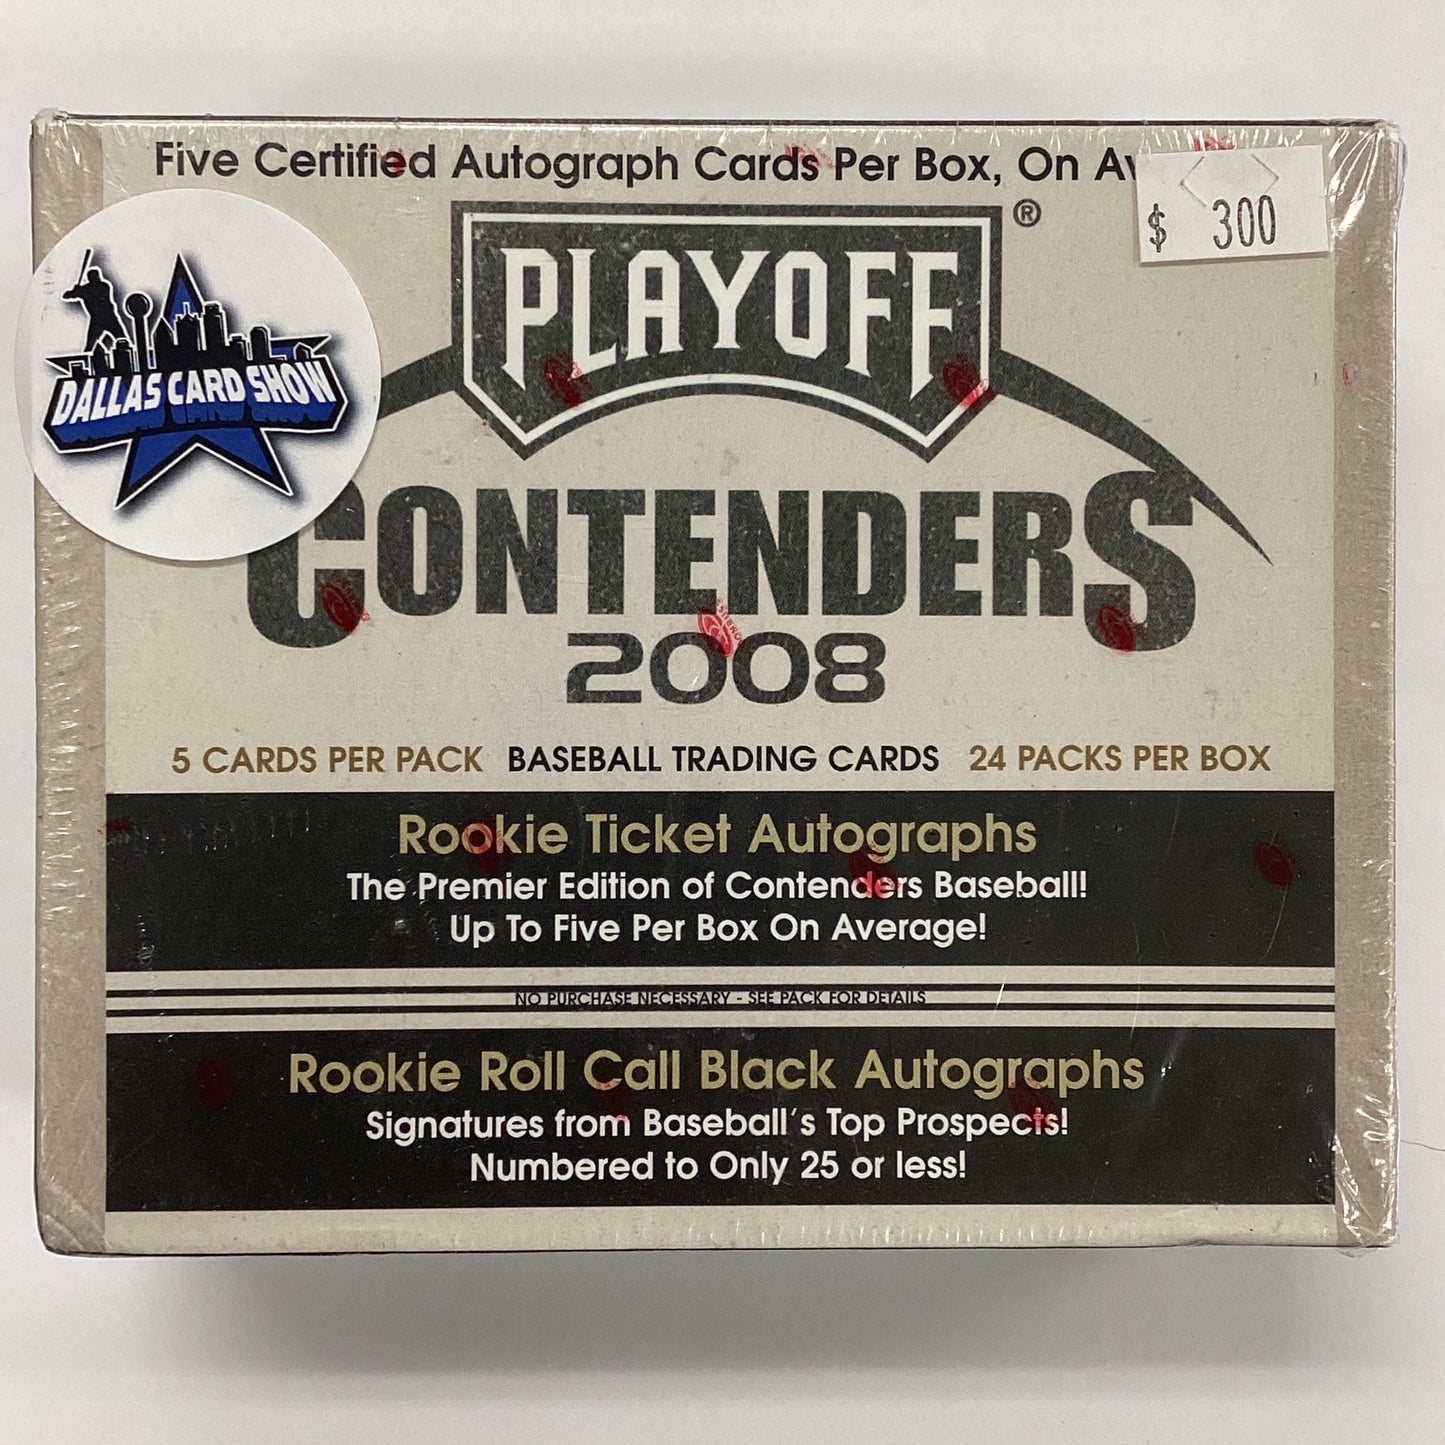 Five Certified Autograph Cards Per Box, On Av
$ 300
PLAYOFF ®
DALLAS CARD SHOW
CONTENDERS
2008
5 CARDS PER PACK BASEBALL TRADING CARDS 24 PACKS PER BOX
Rookie Ticket Autographs
The Premier Edition of Contenders Baseball!
Up To Five Per Box On Average!
NO PURCHASE NECESSARY - SEE PACK FOR DETAILS
Rookie Roll Call Black Autographs
Signatures from Baseball's Top Prospects!
Numbered to Only 25 or less!